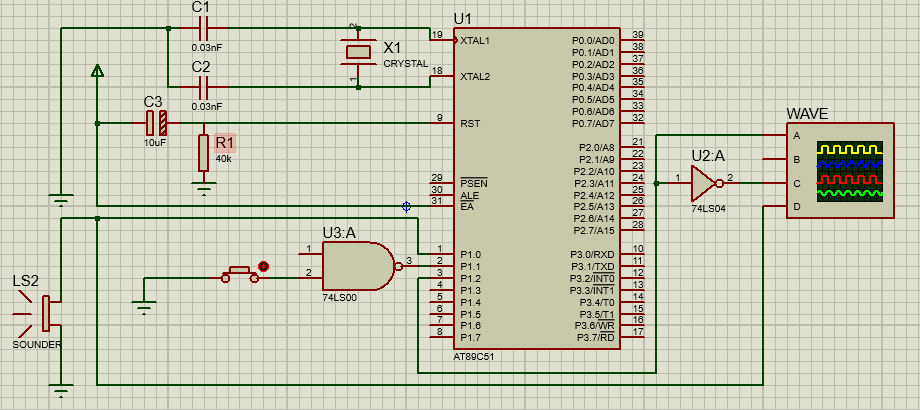 C1
0.03nF
C2
0.03nF
2
X1
CRYSTAL
1
C3
10uF
R1
40k
U1
19 XTAL1
18 XTAL2
9 RST
29 PSEN
30 ALE
31 EA
1 P1.0
2 P1.1
3 P1.2
4 P1.3
5 P1.4
6 P1.5
7 P1.6
8 P1.7
P0.0/AD0 39
P0.1/AD1 38
P0.2/AD2 37
P0.3/AD3 36
P0.4/AD4 35
P0.5/AD5 34
P0.6/AD6 33
P0.7/AD7 32
P2.0/A8 21
P2.1/A9 22
P2.2/A10 23
P2.3/A11 24
P2.4/A12 25
P2.5/A13 26
P2.6/A14 27
P2.7/A15 28
P3.0/RXD 10
P3.1/TXD 11
P3.2/INT0 12
P3.3/INT1 13
P3.4/T0 14
P3.5/T1 15
P3.6/WR 16
P3.7/RD 17
AT89C51
U3:A
1
2
3
74LS00
LS2
SOUNDER
U2:A
1
2
74LS04
WAVE
A
B
C
D